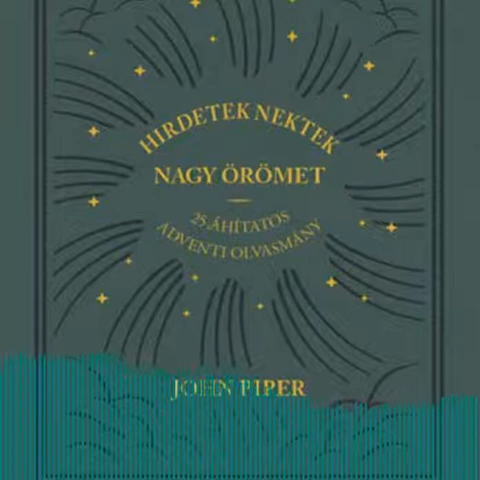 HIRDETEK NEKTEK
NAGY ÖRÖMET
25 ÁHÍTATOS
ADVENTI OLVASMÁNY
JOHN PIPER